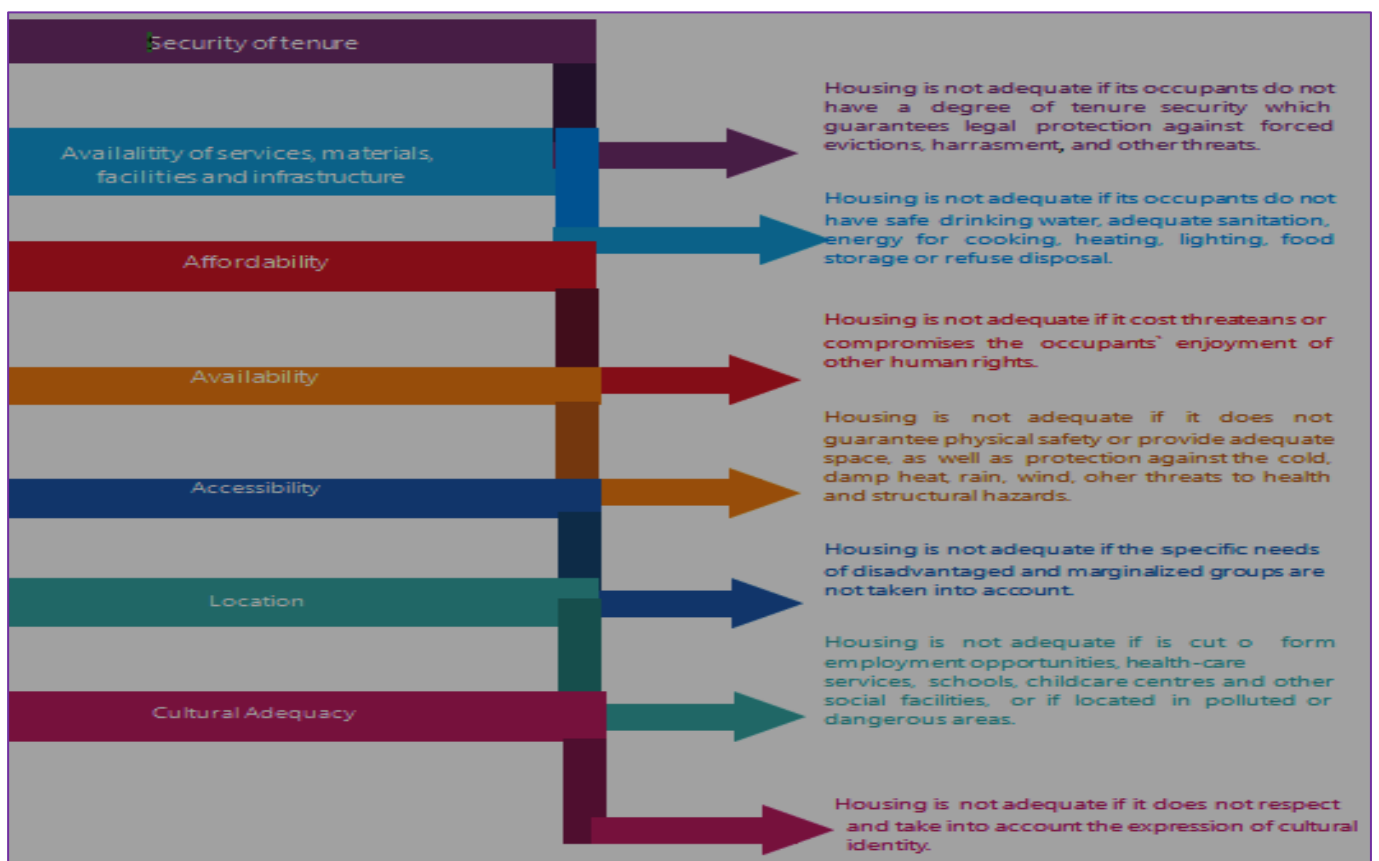 Security of tenure
Housing is not adequate if its occupants do not
have a degree of tenure security which
guarantees legal protection against forced
evictions, harrasment, and other threats.
Availalitity of services, materials,
facilities and infrastructure
Housing is not adequate if its occupants do not
have safe drinking water, adequate sanitation,
energy for cooking, heating, lighting, food
storage or refuse disposal.
Affordability
Housing is not adequate if it cost threateans or
compromises the occupants` enjoyment of
other human rights.
Availability
Housing is not adequate if it does not
guarantee physical safety or provide adequate
space, as well as protection against the cold,
damp heat, rain, wind, oher threats to health
and structural hazards.
Accessibility
Housing is not adequate if the specific needs
of disadvantaged and marginalized groups are
not taken into account.
Location
Housing is not adequate if is cut o form
employment opportunities, health-care
services, schools, childcare centres and other
social facilities, or if located in polluted or
dangerous areas.
Cultural Adequacy
Housing is not adequate if it does not respect
and take into account the expression of cultural
identity.